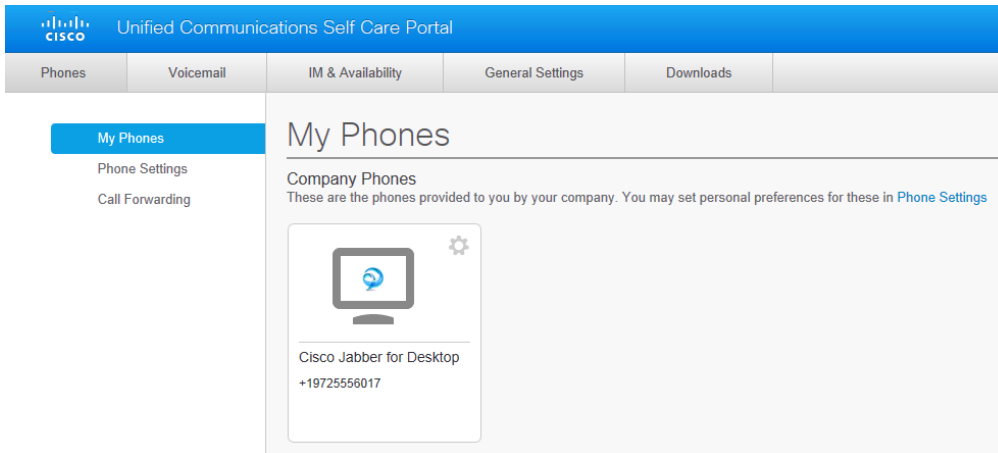 CISCO Unified Communications Self Care Portal
Phones Voicemail IM & Availability General Settings Downloads
My Phones
Phone Settings
Call Forwarding
My Phones
Company Phones
These are the phones provided to you by your company. You may set personal preferences for these in Phone Settings
Cisco Jabber for Desktop
+19725556017